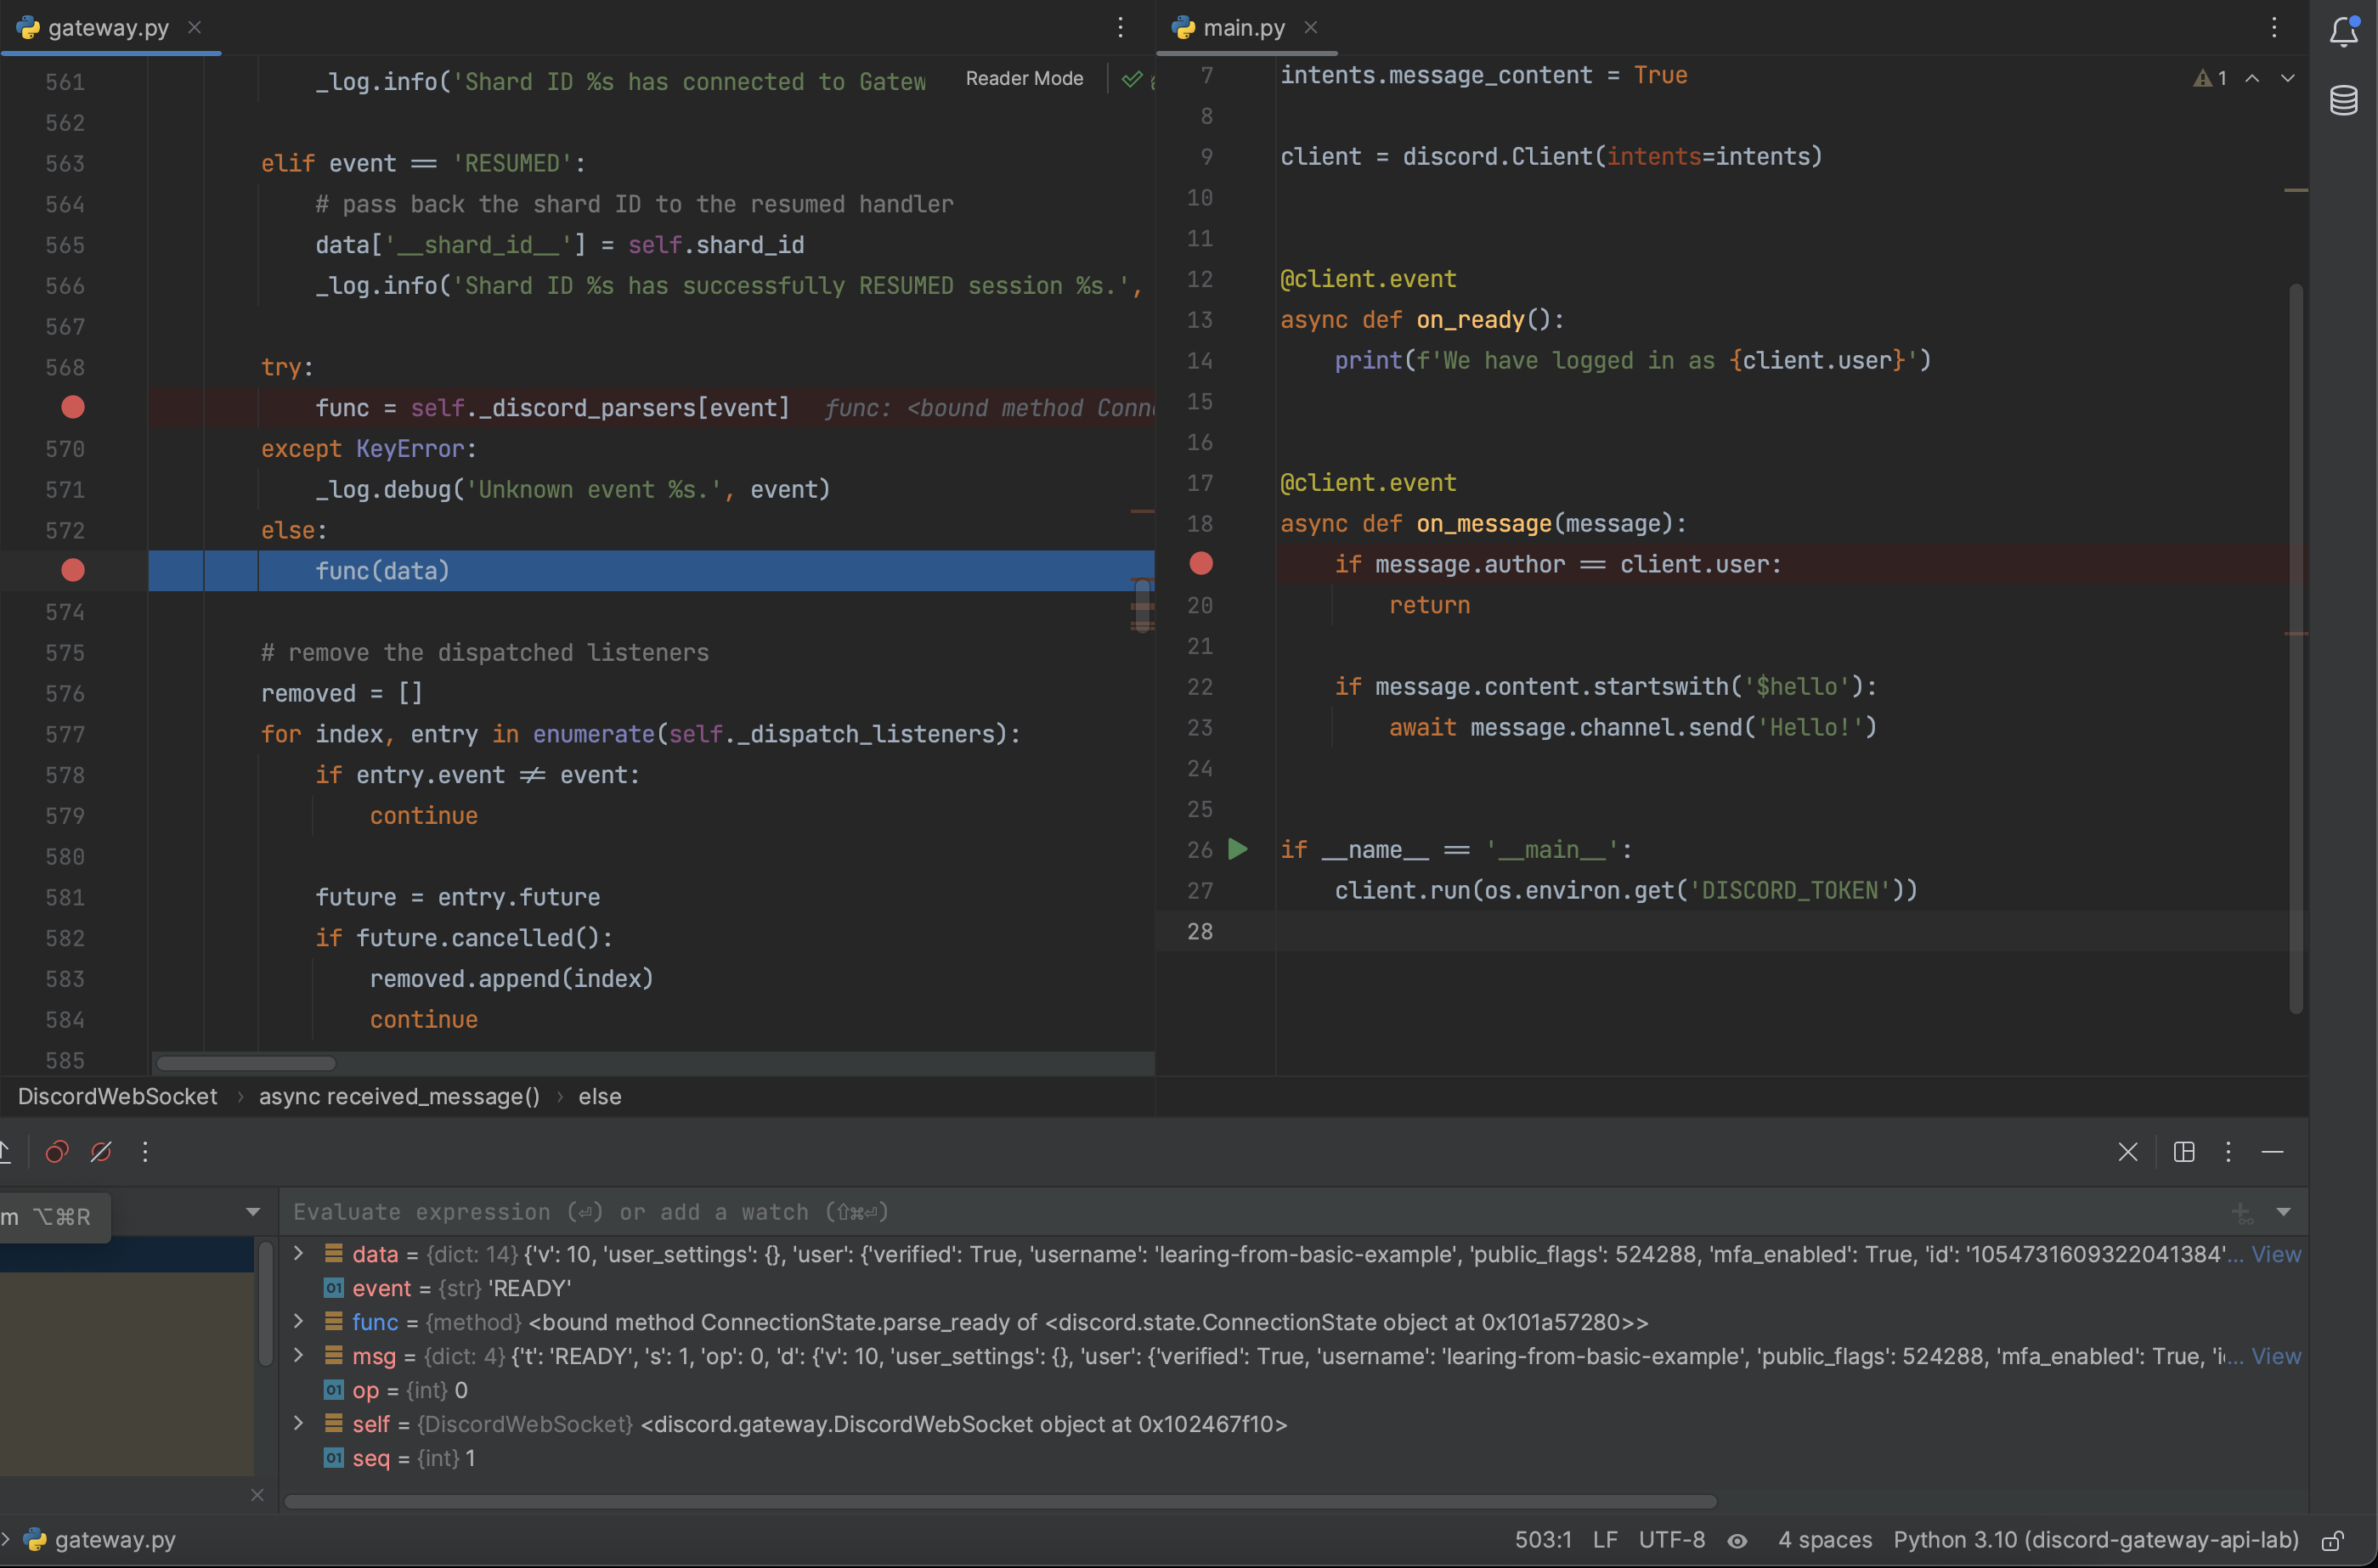 gateway.py
561 _log.info('Shard ID %s has connected to Gatew
Reader Mode
562
563 elif event == 'RESUMED':
564 # pass back the shard ID to the resumed handler
565 data['__shard_id__'] = self.shard_id
566 _log.info('Shard ID %s has successfully RESUMED session %s.',
567
568 try:
func = self._discord_parsers[event] func: <bound method Conn
570 except KeyError:
571 _log.debug('Unknown event %s.', event)
572 else:
func(data)
574
575 # remove the dispatched listeners
576 removed = []
577 for index, entry in enumerate(self._dispatch_listeners):
578 if entry.event != event:
579 continue
580
581 future = entry.future
582 if future.cancelled():
583 removed.append(index)
584 continue
585
DiscordWebSocket › async received_message() › else
main.py
7 intents.message_content = True
1
8
9 client = discord.Client(intents=intents)
10
11
12 @client.event
13 async def on_ready():
14 print(f'We have logged in as {client.user}')
15
16
17 @client.event
18 async def on_message(message):
if message.author == client.user:
20 return
21
22 if message.content.startswith('$hello'):
23 await message.channel.send('Hello!')
24
25
26 if __name__ == '__main__':
27 client.run(os.environ.get('DISCORD_TOKEN'))
28
m ⌥⌘R
Evaluate expression (⏎) or add a watch (⇧⌘⏎)
data = {dict: 14} {'v': 10, 'user_settings': {}, 'user': {'verified': True, 'username': 'learing-from-basic-example', 'public_flags': 524288, 'mfa_enabled': True, 'id': '1054731609322041384'... View
01 event = {str} 'READY'
func = {method} <bound method ConnectionState.parse_ready of <discord.state.ConnectionState object at 0x101a57280>>
msg = {dict: 4} {'t': 'READY', 's': 1, 'op': 0, 'd': {'v': 10, 'user_settings': {}, 'user': {'verified': True, 'username': 'learing-from-basic-example', 'public_flags': 524288, 'mfa_enabled': True, 'i... View
01 op = {int} 0
self = {DiscordWebSocket} <discord.gateway.DiscordWebSocket object at 0x102467f10>
01 seq = {int} 1
gateway.py
503:1 LF UTF-8 4 spaces Python 3.10 (discord-gateway-api-lab)